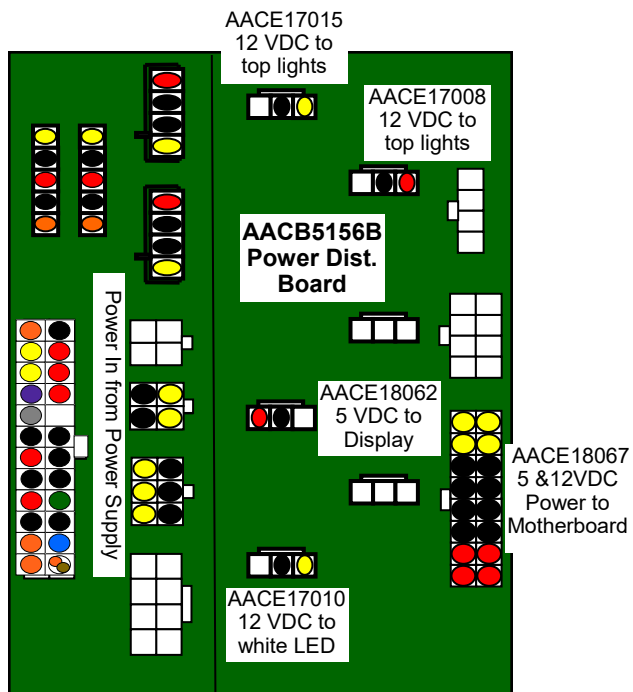 AACE17015
12 VDC to
top lights
AACE17008
12 VDC to
top lights
AACB5156B
Power Dist.
Board
Power In from Power Supply
AACE18062
5 VDC to
Display
AACE18067
5 &12VDC
Power to
Motherboard
AACE17010
12 VDC to
white LED